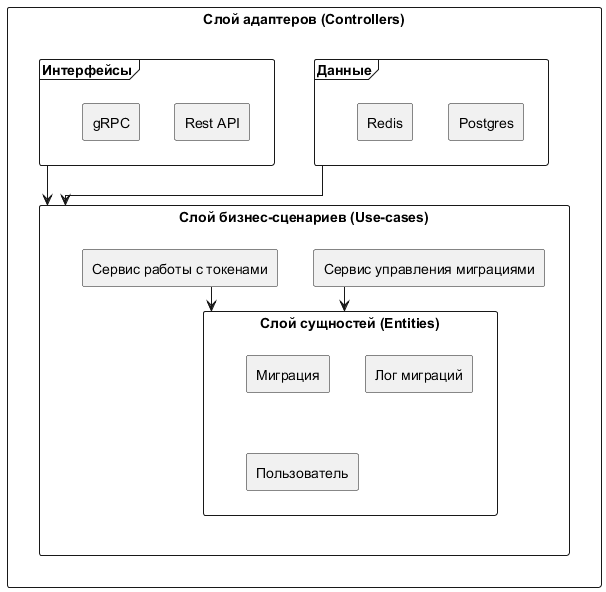 Слой адаптеров (Controllers)
Интерфейсы
Данные
gRPC
Rest API
Redis
Postgres
Слой бизнес-сценариев (Use-cases)
Сервис работы с токенами
Сервис управления миграциями
Слой сущностей (Entities)
Миграция
Лог миграций
Пользователь